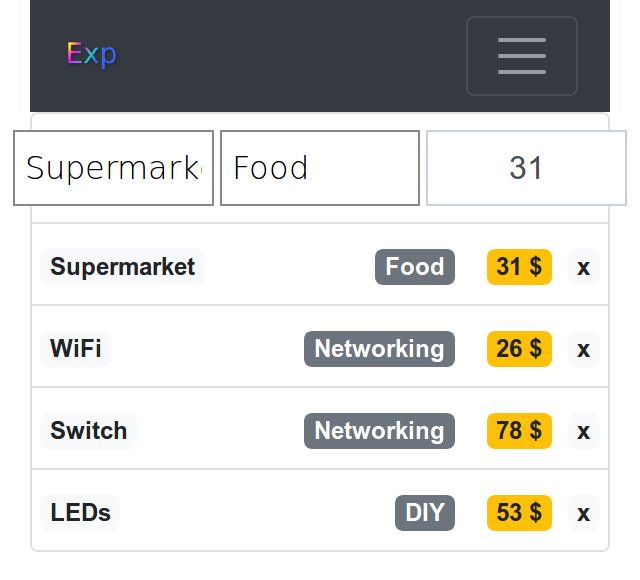 Exp
Supermark Food 31
Supermarket Food 31 $ x
WiFi Networking 26 $ x
Switch Networking 78 $ x
LEDs DIY 53 $ x